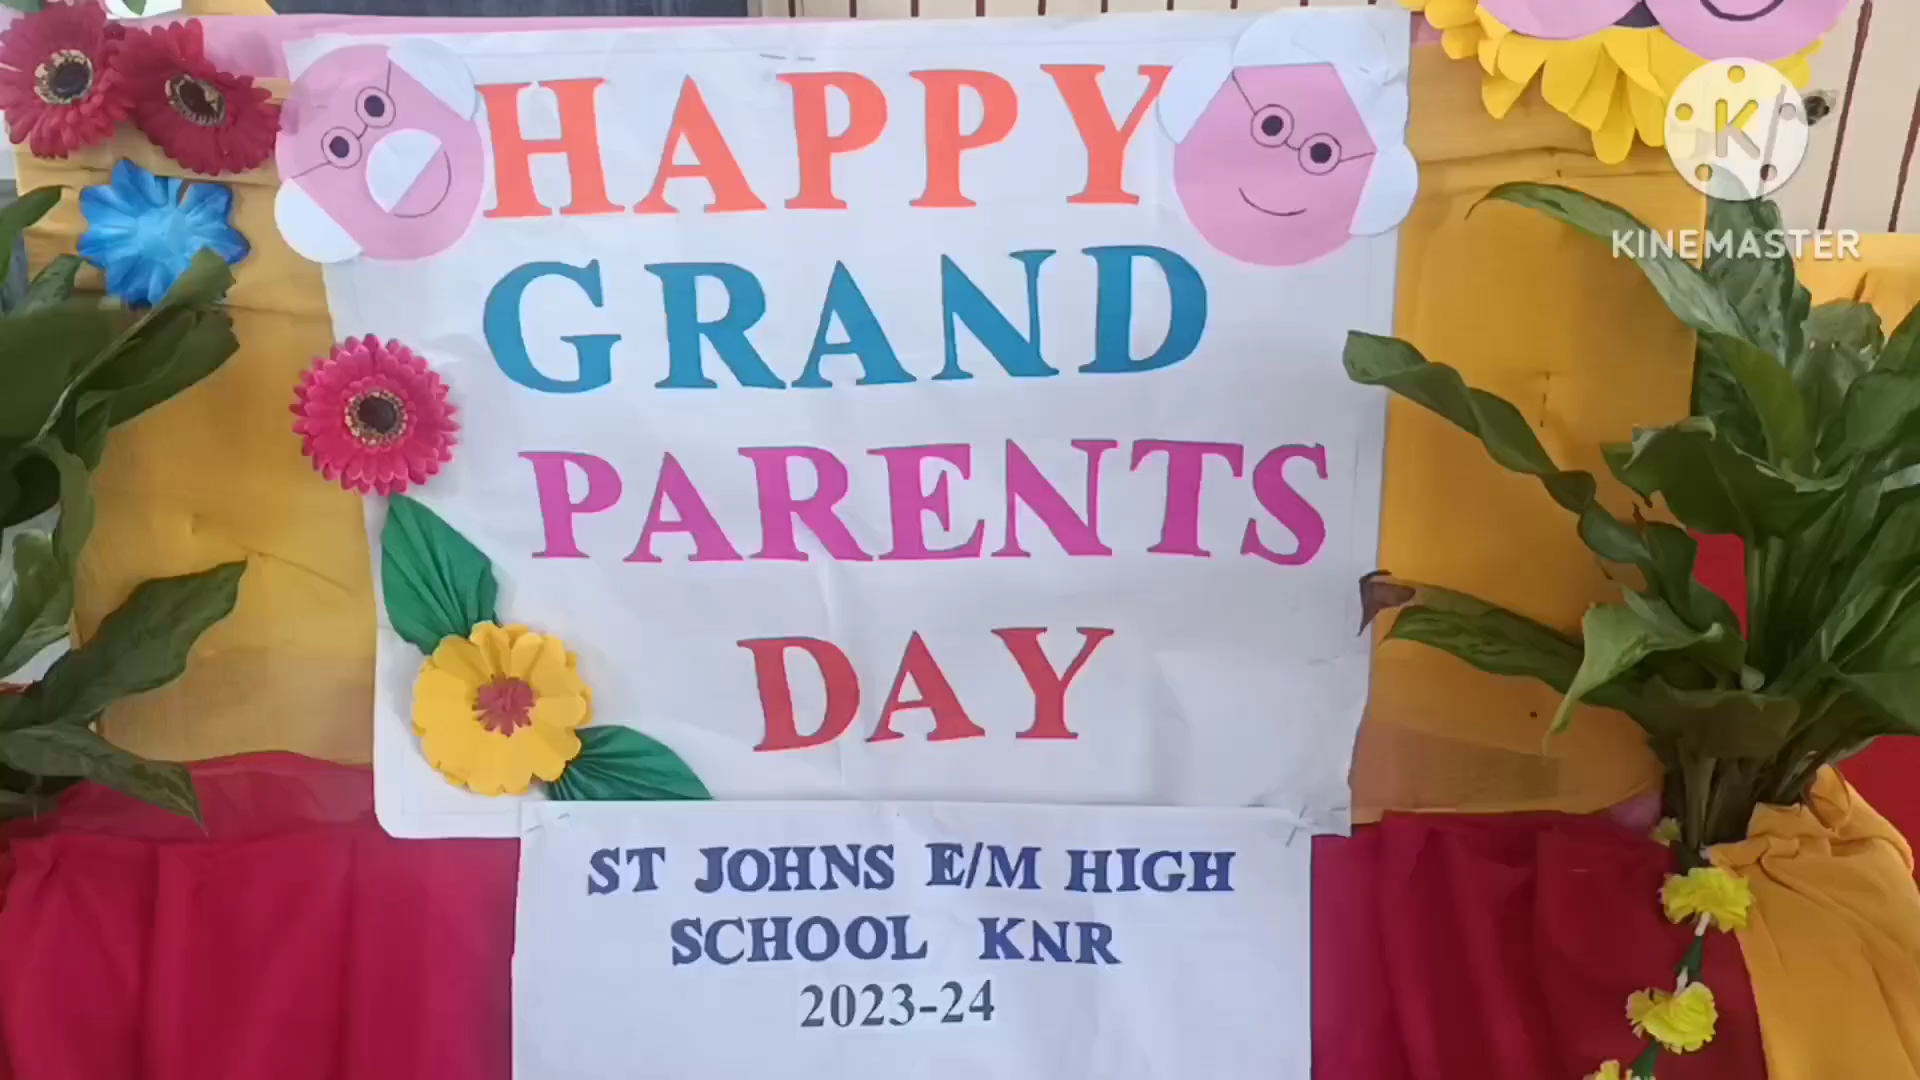 HAPPY
GRAND
PARENTS
DAY
ST JOHNS E/M HIGH
SCHOOL KNR
2023-24
K
KINEMASTER